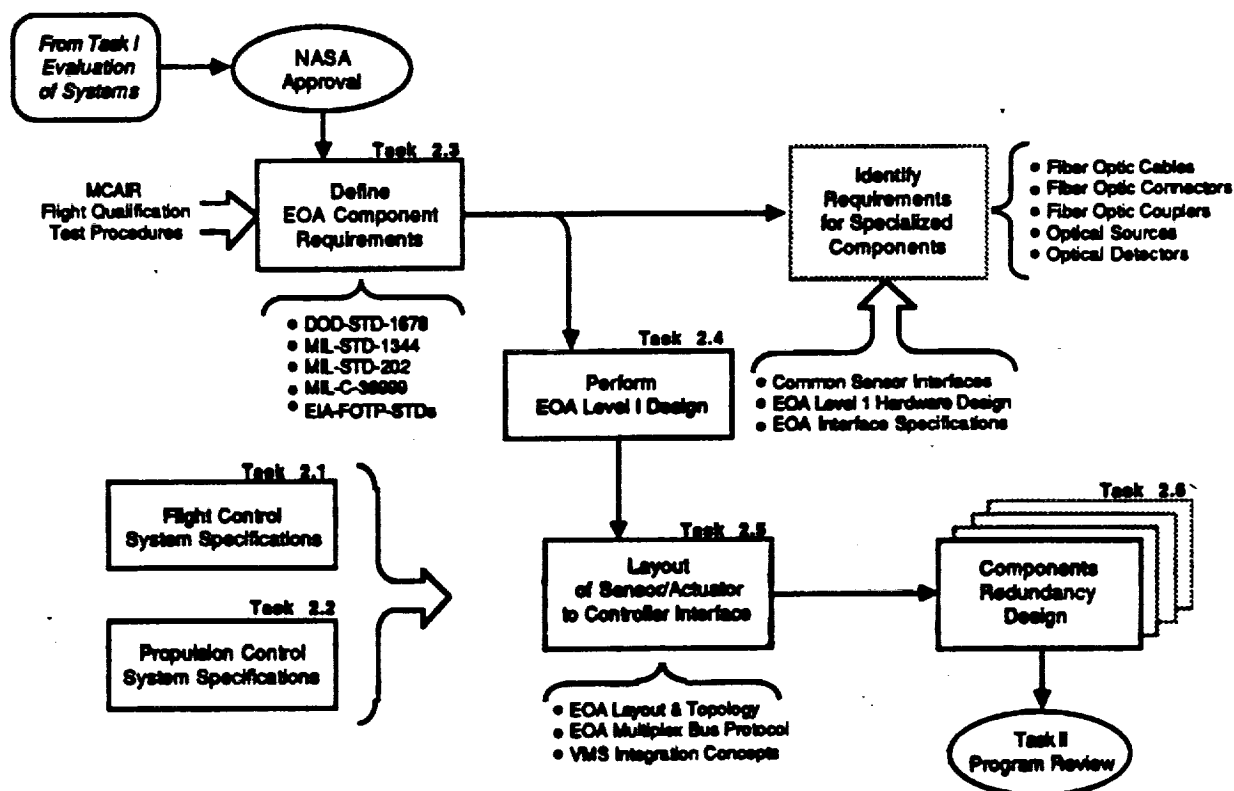 From Task I
Evaluation
of Systems
NASA
Approval
Task 2.3
MCAIR
Flight Qualification
Test Procedures
Define
EOA Component
Requirements
Identify
Requirements
for Specialized
Components
• Fiber Optic Cables
• Fiber Optic Connectors
• Fiber Optic Couplers
• Optical Sources
• Optical Detectors
• DOD-STD-1678
• MIL-STD-1344
• MIL-STD-202
• MIL-C-38999
• EIA-FOTP-STDs
Task 2.4
Perform
EOA Level I Design
• Common Sensor Interfaces
• EOA Level 1 Hardware Design
• EOA Interface Specifications
Task 2.1
Flight Control
System Specifications
Task 2.2
Propulsion Control
System Specifications
Task 2.5
Layout
of Sensor/Actuator
to Controller Interface
• EOA Layout & Topology
• EOA Multiplex Bus Protocol
• VMS Integration Concepts
Task 2.6
Components
Redundancy
Design
Task II
Program Review